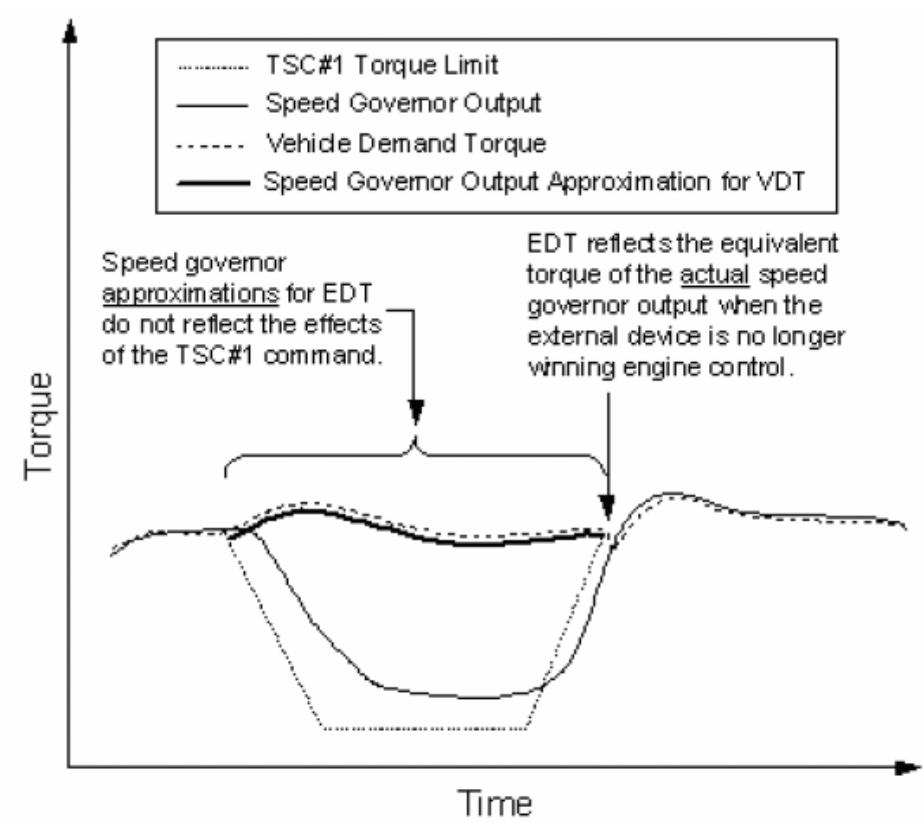 TSC#1 Torque Limit
Speed Governor Output
Vehicle Demand Torque
Speed Governor Output Approximation for VDT
Speed governor
approximations for EDT
do not reflect the effects
of the TSC#1 command.
EDT reflects the equivalent
torque of the actual speed
governor output when the
external device is no longer
winning engine control.
Torque
Time